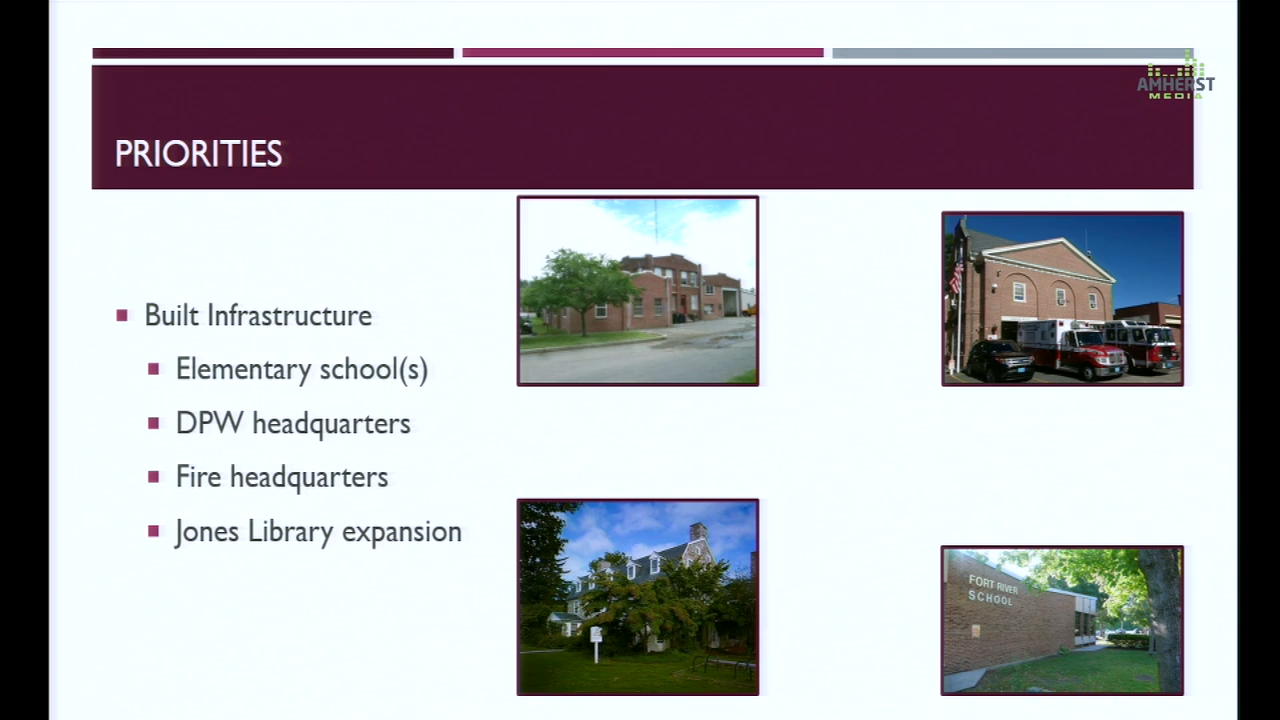 AMHERST
MEDIA
PRIORITIES
Built Infrastructure
Elementary school(s)
DPW headquarters
Fire headquarters
Jones Library expansion
FORT RIVER
SCHOOL